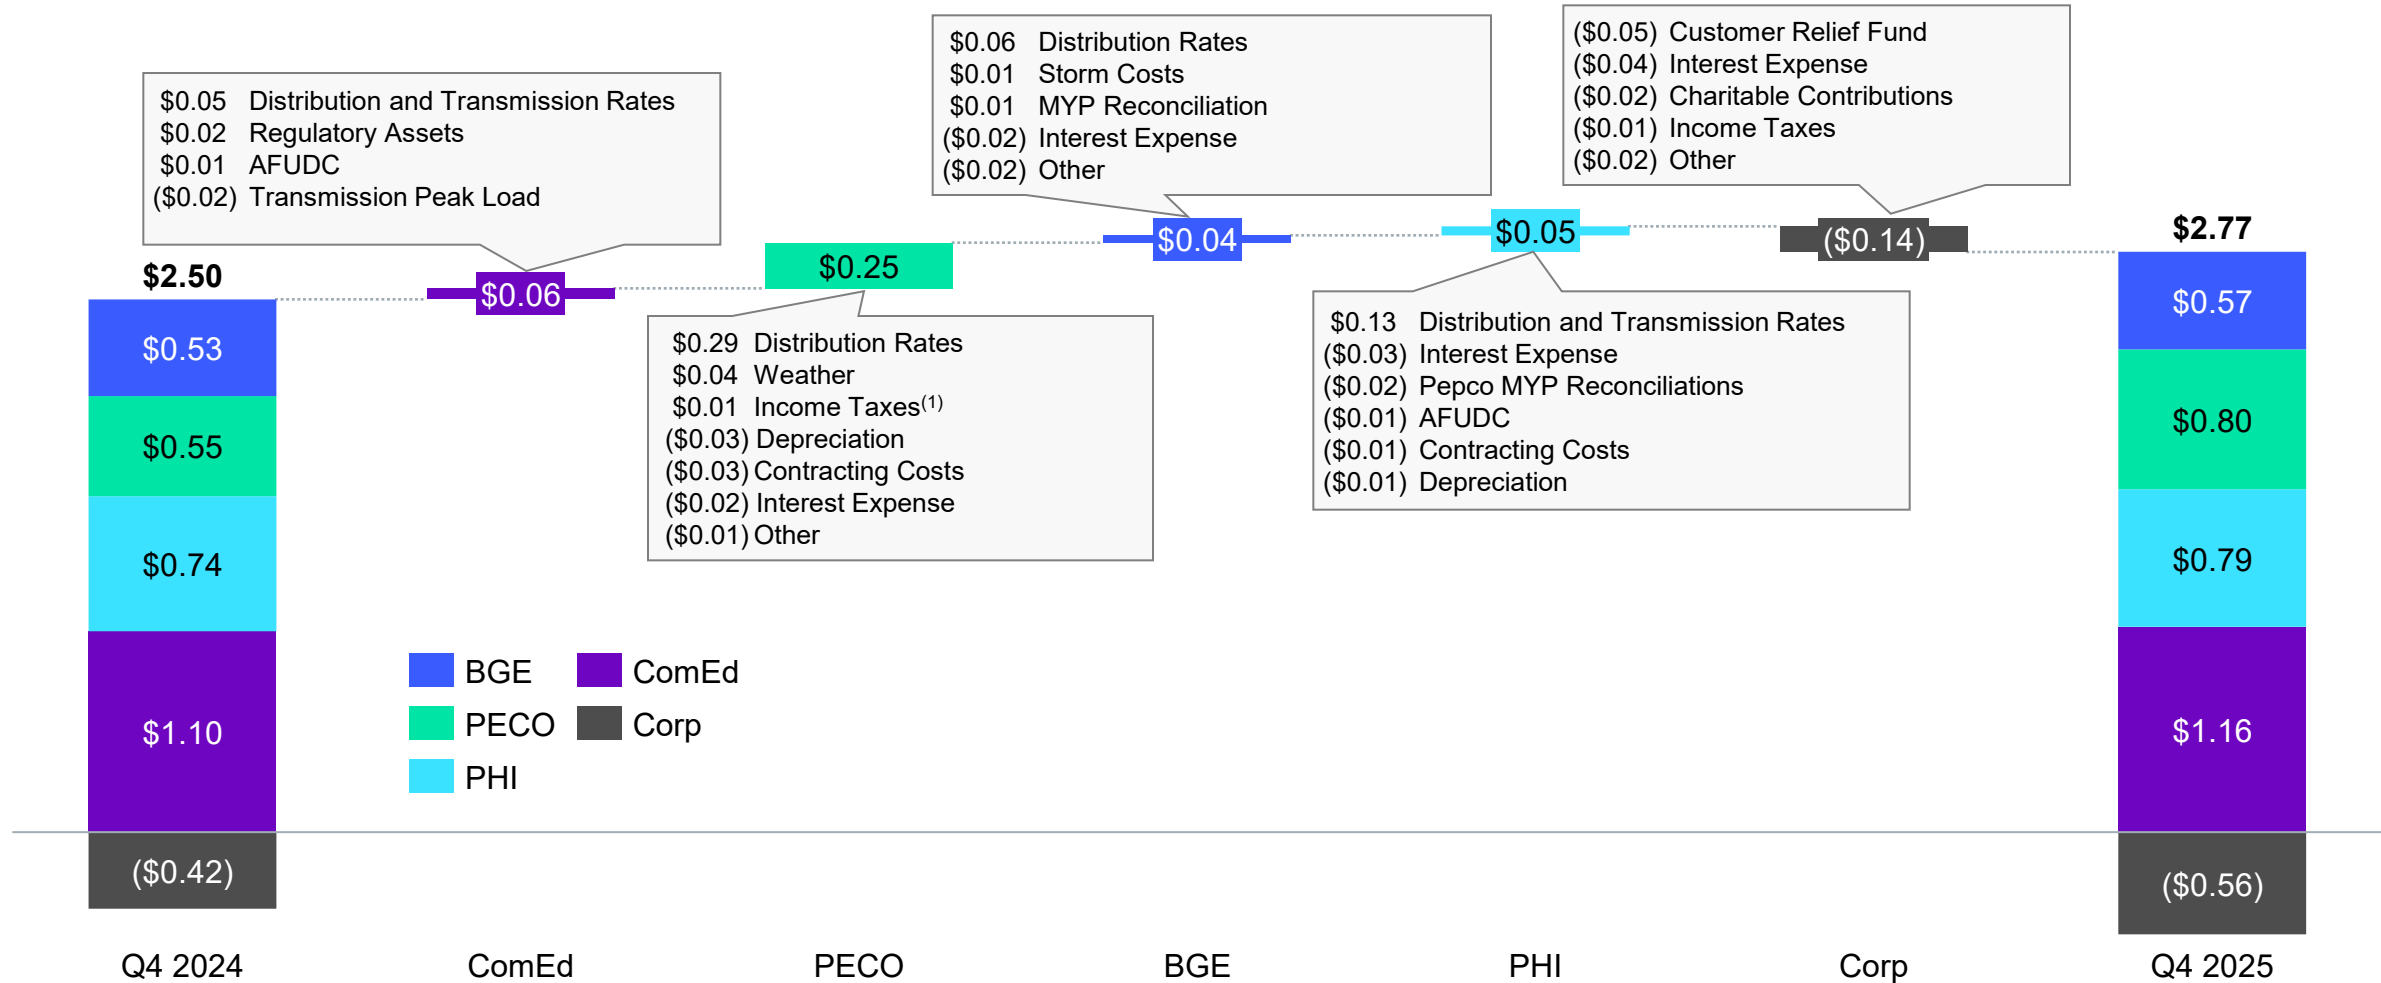 $0.06 Distribution Rates
$0.01 Storm Costs
$0.01 MYP Reconciliation
($0.02) Interest Expense
($0.02) Other
($0.05) Customer Relief Fund
($0.04) Interest Expense
($0.02) Charitable Contributions
($0.01) Income Taxes
($0.02) Other
$0.05 Distribution and Transmission Rates
$0.02 Regulatory Assets
$0.01 AFUDC
($0.02) Transmission Peak Load
$2.50
$0.53
$0.55
$0.74
$1.10
($0.42)
$0.06
$0.25
$0.04
$0.05
($0.14)
$0.29 Distribution Rates
$0.04 Weather
$0.01 Income Taxes(1)
($0.03) Depreciation
($0.03) Contracting Costs
($0.02) Interest Expense
($0.01) Other
$0.13 Distribution and Transmission Rates
($0.03) Interest Expense
($0.02) Pepco MYP Reconciliations
($0.01) AFUDC
($0.01) Contracting Costs
($0.01) Depreciation
$2.77
$0.57
$0.80
$0.79
$1.16
($0.56)
BGE
ComEd
PECO
Corp
PHI
Q4 2024
ComEd
PECO
BGE
PHI
Corp
Q4 2025